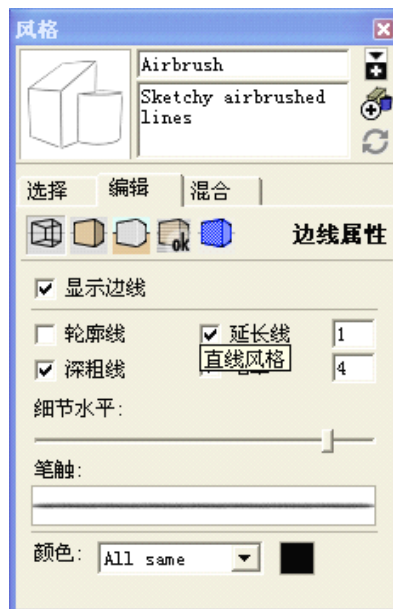 风格
Airbrush
Sketchy airbrushed
lines
选择 编辑 混合
ok 边线属性
显示边线
轮廓线 延长线 1
直线风格
深粗线 4
细节水平:
笔触:
颜色: All same